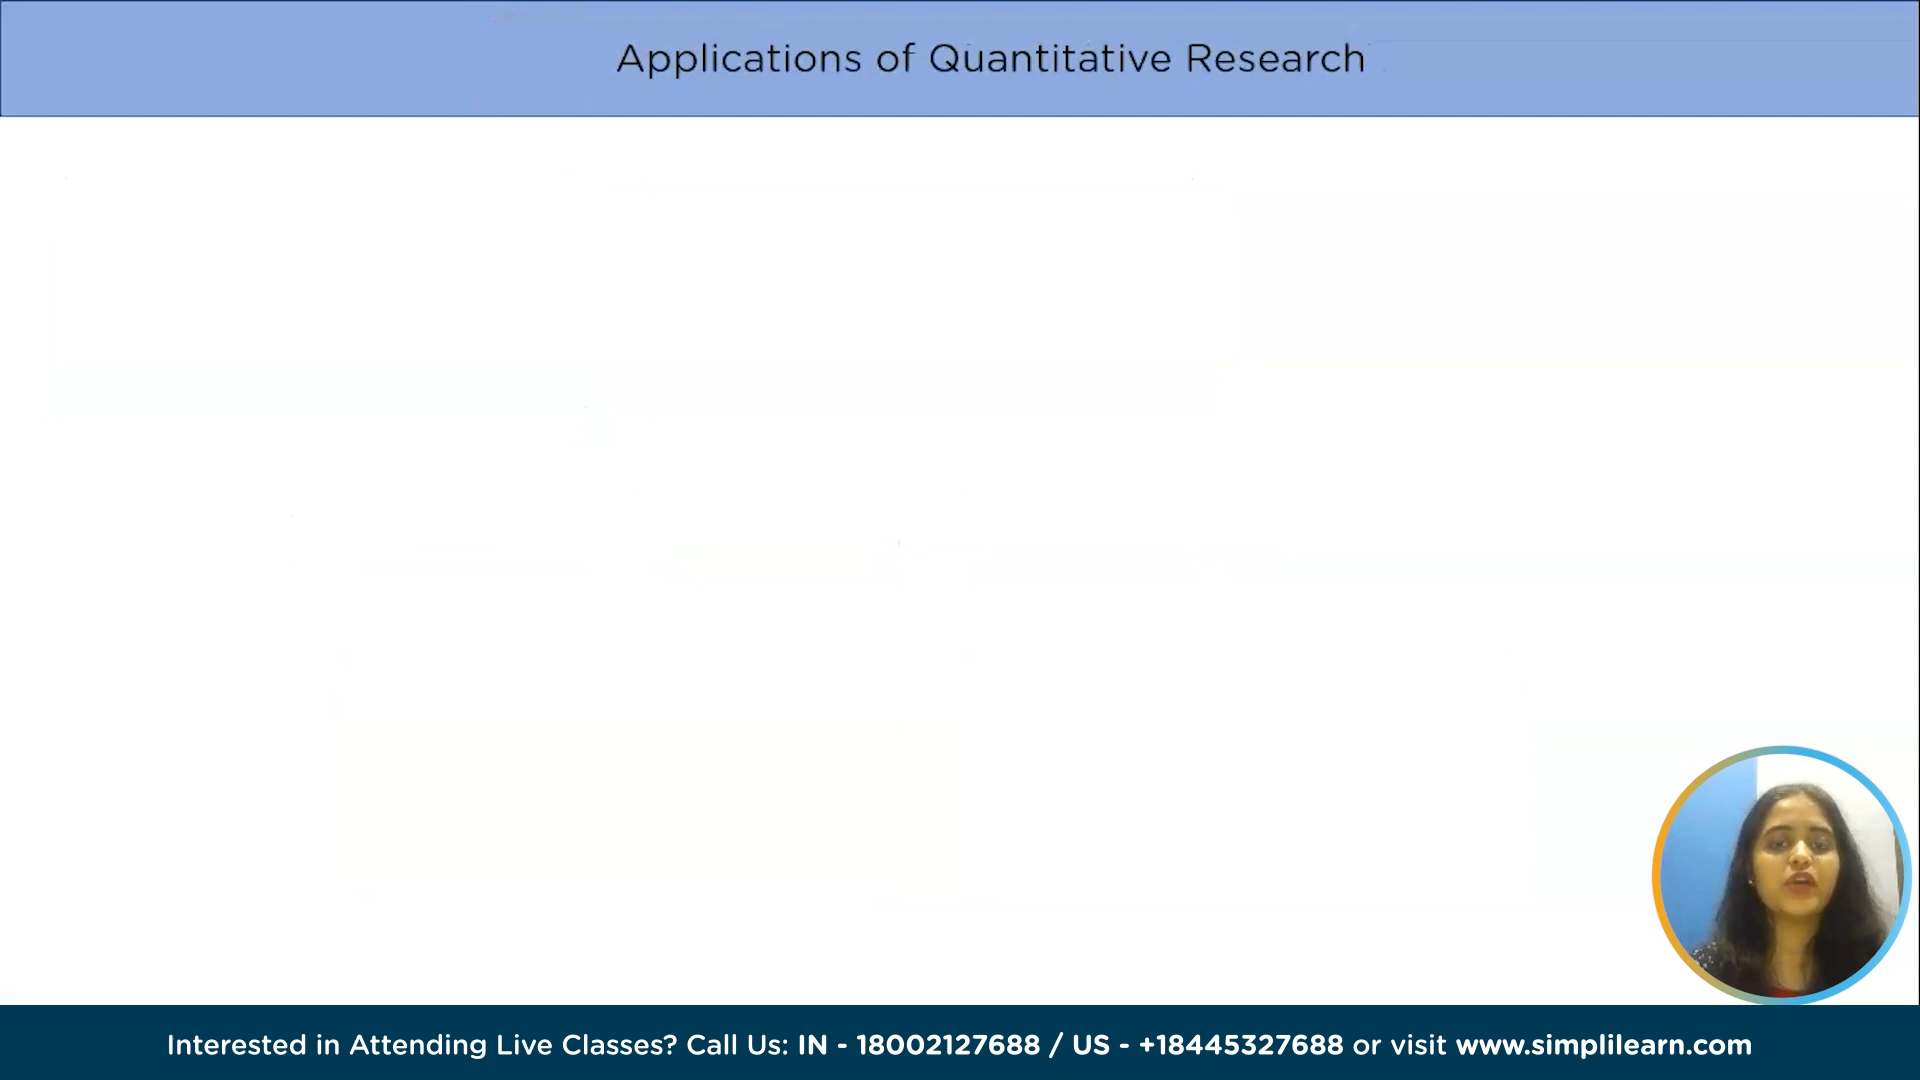 Applications of Quantitative Research
Interested in Attending Live Classes? Call Us: IN - 18002127688 / US - +18445327688 or visit www.simplilearn.com